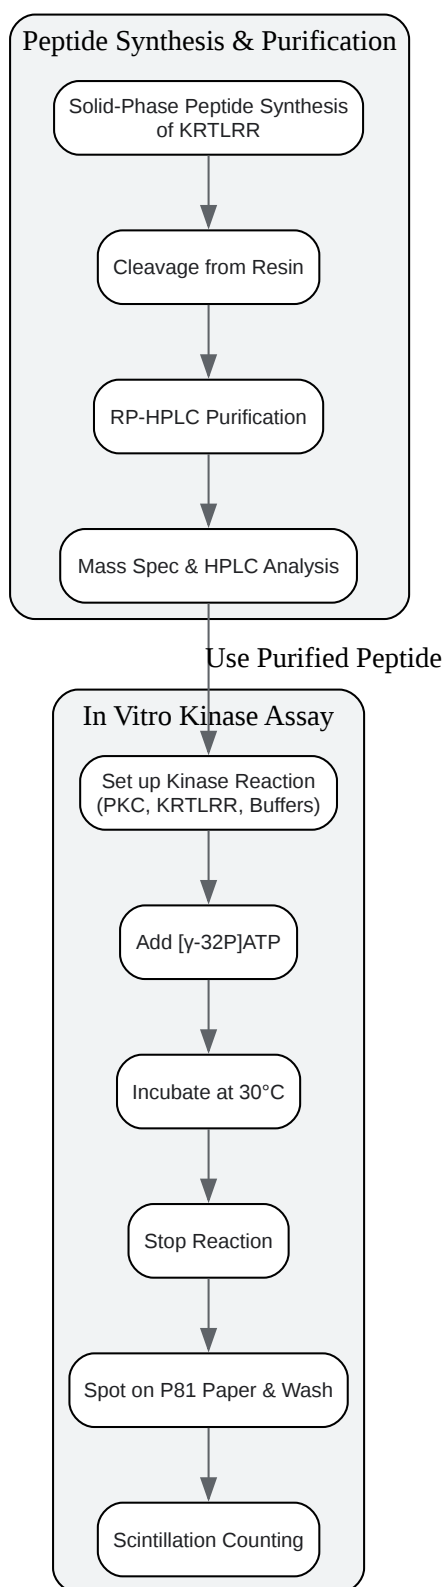 Peptide Synthesis & Purification
Solid-Phase Peptide Synthesis
of KRTLRR
Cleavage from Resin
RP-HPLC Purification
Mass Spec & HPLC Analysis
Use Purified Peptide
In Vitro Kinase Assay
Set up Kinase Reaction
(PKC, KRTLRR, Buffers)
Add [γ-32P]ATP
Incubate at 30°C
Stop Reaction
Spot on P81 Paper & Wash
Scintillation Counting